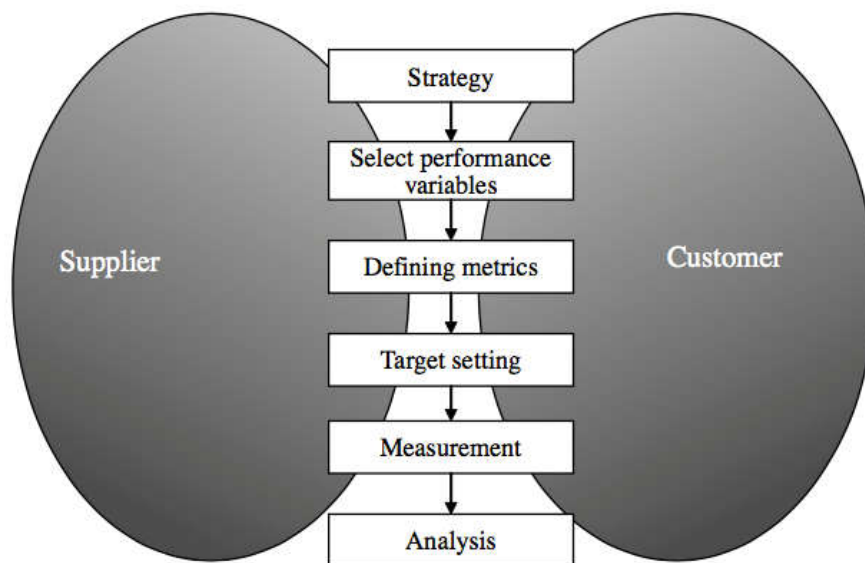 Strategy
Select performance
variables
Supplier
Customer
Defining metrics
Target setting
Measurement
Analysis